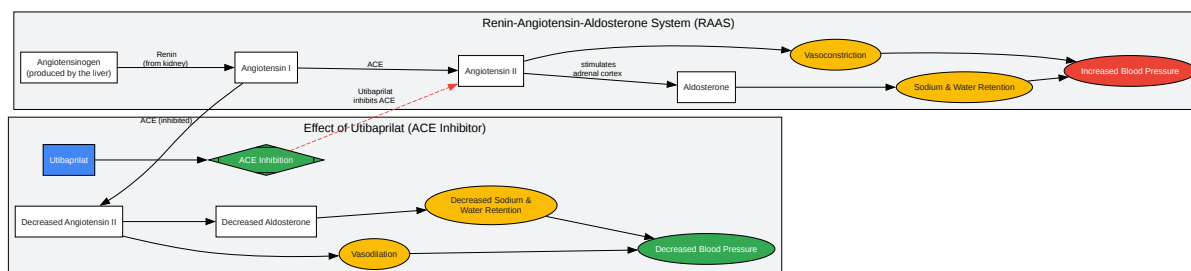 Renin-Angiotensin-Aldosterone System (RAAS)
Angiotensinogen
(produced by the liver)
Renin
(from kidney)
Angiotensin I
ACE
Angiotensin II
stimulates
adrenal cortex
Aldosterone
Vasoconstriction
Sodium & Water Retention
Increased Blood Pressure
Utibaprilat
inhibits ACE
ACE (inhibited)
Effect of Utibaprilat (ACE Inhibitor)
Utibaprilat
ACE Inhibition
Decreased Angiotensin II
Decreased Aldosterone
Decreased Sodium &
Water Retention
Vasodilation
Decreased Blood Pressure